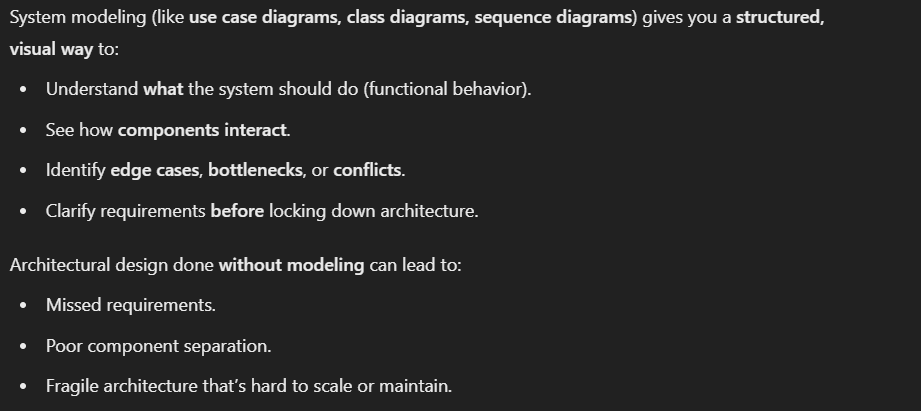 System modeling (like use case diagrams, class diagrams, sequence diagrams) gives you a structured,
visual way to:
• Understand what the system should do (functional behavior).
• See how components interact.
• Identify edge cases, bottlenecks, or conflicts.
• Clarify requirements before locking down architecture.
Architectural design done without modeling can lead to:
• Missed requirements.
• Poor component separation.
• Fragile architecture that’s hard to scale or maintain.